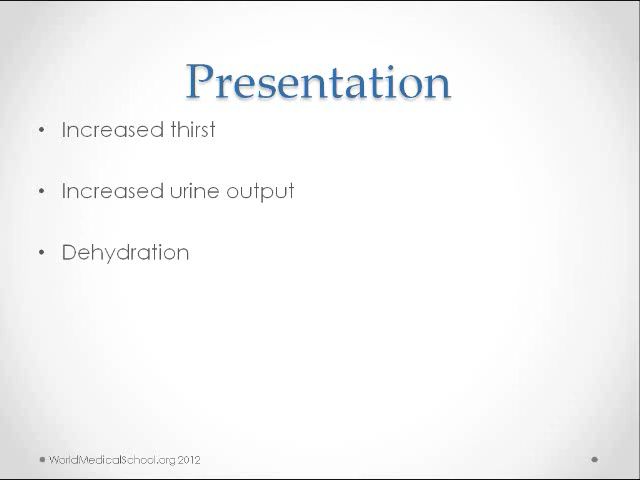 Presentation
• Increased thirst
• Increased urine output
• Dehydration
WorldMedicalSchool.org 2012